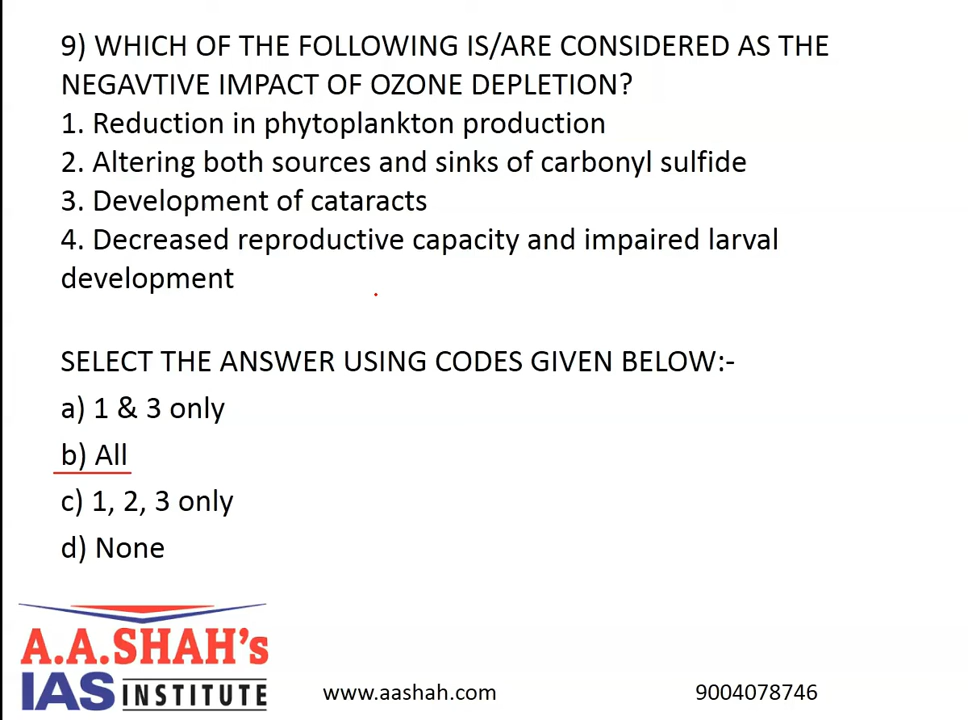 9) WHICH OF THE FOLLOWING IS/ARE CONSIDERED AS THE
NEGAVTIVE IMPACT OF OZONE DEPLETION?
1. Reduction in phytoplankton production
2. Altering both sources and sinks of carbonyl sulfide
3. Development of cataracts
4. Decreased reproductive capacity and impaired larval
development
SELECT THE ANSWER USING CODES GIVEN BELOW:-
a) 1 & 3 only
b) All
c) 1, 2, 3 only
d) None
A.A.SHAH's
IAS INSTITUTE
www.aashah.com
9004078746